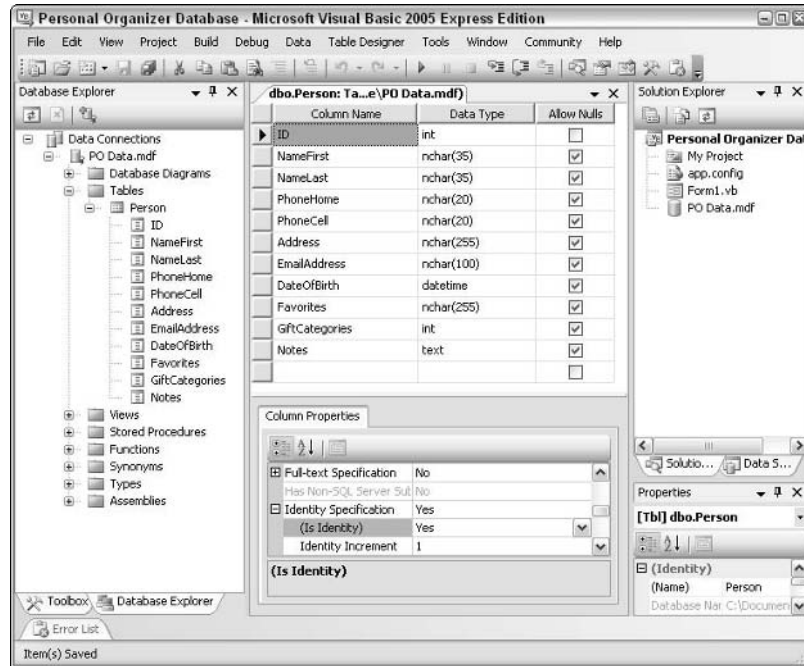 Personal Organizer Database - Microsoft Visual Basic 2005 Express Edition
File Edit View Project Build Debug Data Table Designer Tools Window Community Help
Database Explorer
Data Connections
PO Data.mdf
Database Diagrams
Tables
Person
ID
NameFirst
NameLast
PhoneHome
PhoneCell
Address
EmailAddress
DateOfBirth
Favorites
GiftCategories
Notes
Views
Stored Procedures
Functions
Synonyms
Types
Assemblies
Toolbox Database Explorer
dbo.Person: Ta...e\PO Data.mdf)
Column Name Data Type Allow Nulls
ID int
NameFirst nchar(35)
NameLast nchar(35)
PhoneHome nchar(20)
PhoneCell nchar(20)
Address nchar(255)
EmailAddress nchar(100)
DateOfBirth datetime
Favorites nchar(255)
GiftCategories int
Notes text
Column Properties
Full-text Specification No
Has Non-SQL Server Sub No
Identity Specification Yes
(Is Identity) Yes
Identity Increment 1
(Is Identity)
Solution Explorer
Personal Organizer Dat
My Project
app.config
Form1.vb
PO Data.mdf
Solutio... Data S...
Properties
[Tbl] dbo.Person
(Identity)
(Name) Person
Database Nar C:\Documen
Error List
Item(s) Saved